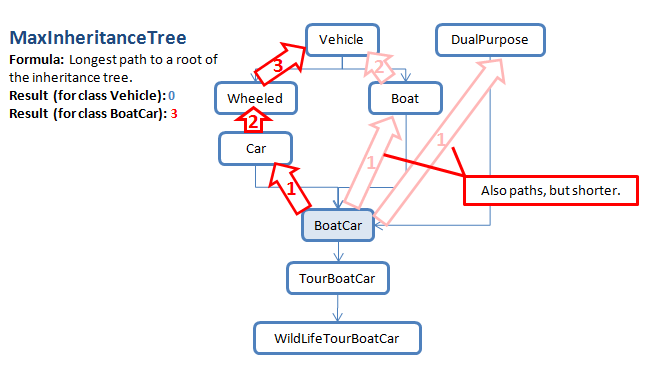 MaxInheritanceTree
Formula: Longest path to a root of
the inheritance tree.
Result (for class Vehicle): 0
Result (for class BoatCar): 3
Vehicle
DualPurpose
3
2
Wheeled
Boat
2
Car
1
1
1
Also paths, but shorter.
BoatCar
TourBoatCar
WildLifeTourBoatCar